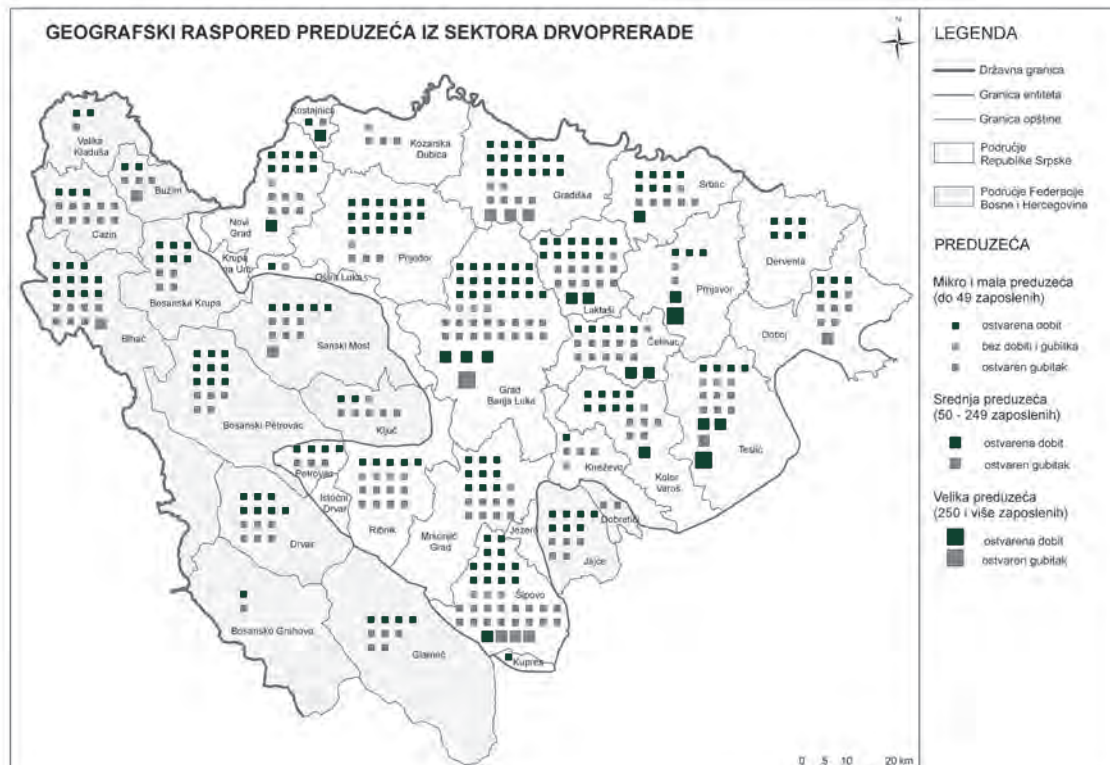 GEOGRAFSKI RASPORED PREDUZEĆA IZ SEKTORA DRVOPRERADE
N
Velika
Kladuša
Bužim
Cazin
Bihać
Bosanska Krupa
Kostajnica
Novi
Grad
Krupa
na Uni
Kozarska
Dubica
Prijedor
Oštra Luka
Sanski Most
Gradiška
Srbac
Laktaši
Prnjavor
Derventa
Doboj
Čelinac
Grad
Banja Luka
Teslić
Kotor
Varoš
Kneževo
Bosanski Petrovac
Ključ
Petrovac
Istočni
Drvar
Ribnik
Mrkonjić
Grad
Jezero
Dobretići
Jajce
Drvar
Šipovo
Bosansko Grahovo
Glamoč
Kupres
0 5 10 20 km
LEGENDA
Državna granica
Granica entiteta
Granica opštine
Područje
Republike Srpske
Područje Federacije
Bosne i Hercegovine
PREDUZEĆA
Mikro i mala preduzeća
(do 49 zaposlenih)
ostvarena dobit
bez dobiti i gubitka
ostvaren gubitak
Srednja preduzeća
(50 - 249 zaposlenih)
ostvarena dobit
ostvaren gubitak
Velika preduzeća
(250 i više zaposlenih)
ostvarena dobit
ostvaren gubitak